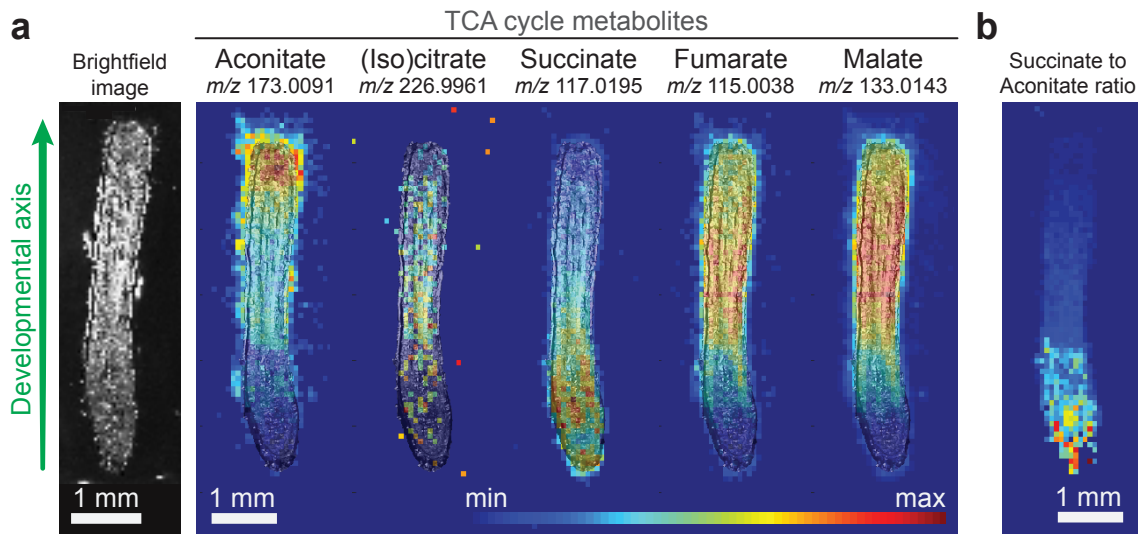 a
TCA cycle metabolites
b
Brightfield
image
Aconitate
m/z 173.0091
(Iso)citrate
m/z 226.9961
Succinate
m/z 117.0195
Fumarate
m/z 115.0038
Malate
m/z 133.0143
Succinate to
Aconitate ratio
Developmental axis
1 mm
1 mm
min
max
1 mm